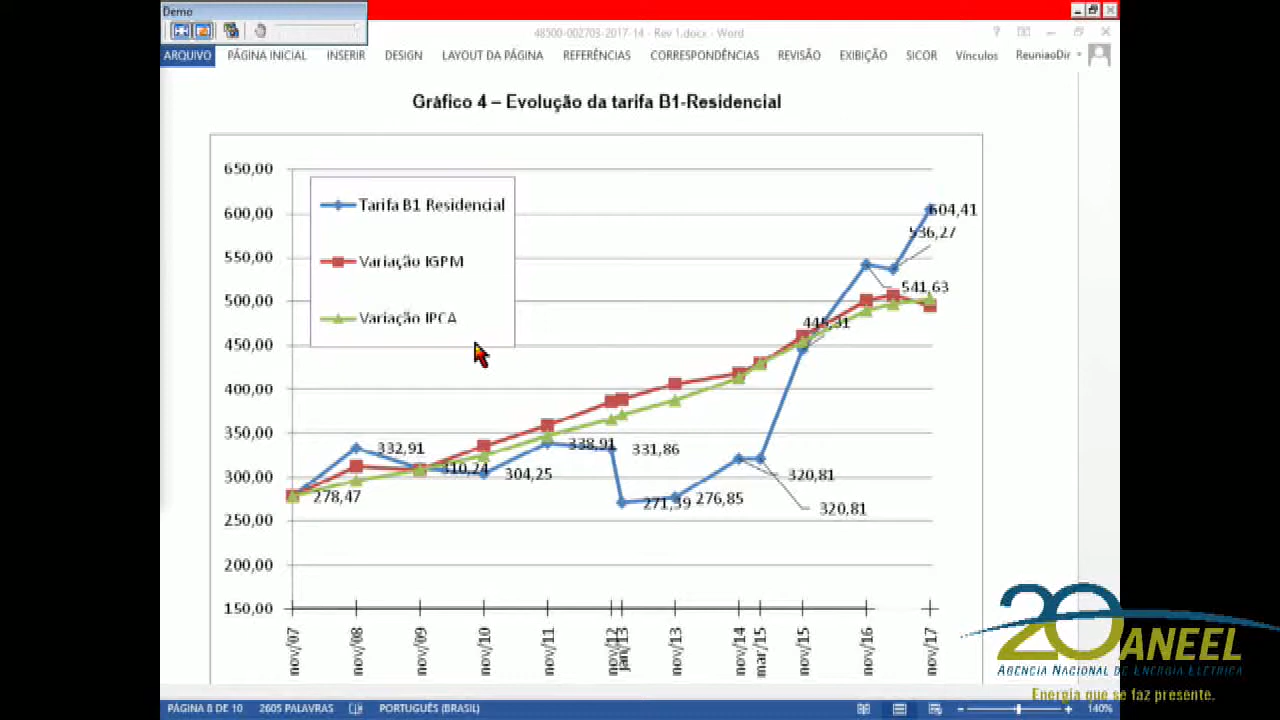 Demo
48500-002703-2017-14 - Rev 1.docx - Word
ARQUIVO PÁGINA INICIAL INSERIR DESIGN LAYOUT DA PÁGINA REFERÊNCIAS CORRESPONDÊNCIAS REVISÃO EXIBIÇÃO SICOR Vínculos ReuniaoDir
Gráfico 4 – Evolução da tarifa B1-Residencial
650,00
600,00
550,00
500,00
450,00
400,00
350,00
300,00
250,00
200,00
150,00
Tarifa B1 Residencial
Variação IGPM
Variação IPCA
278,47
332,91
310,24
304,25
338,91
331,86
271,39
276,85
320,81
320,81
445,31
541,63
536,27
604,41
nov/07
nov/08
nov/09
nov/10
nov/11
nov/12
jan/13
nov/13
nov/14
mar/15
nov/15
nov/16
nov/17
20 ANEEL
AGÊNCIA NACIONAL DE ENERGIA ELÉTRICA
Energia que se faz presente.
PÁGINA 8 DE 10 2605 PALAVRAS PORTUGUÊS (BRASIL) 140%